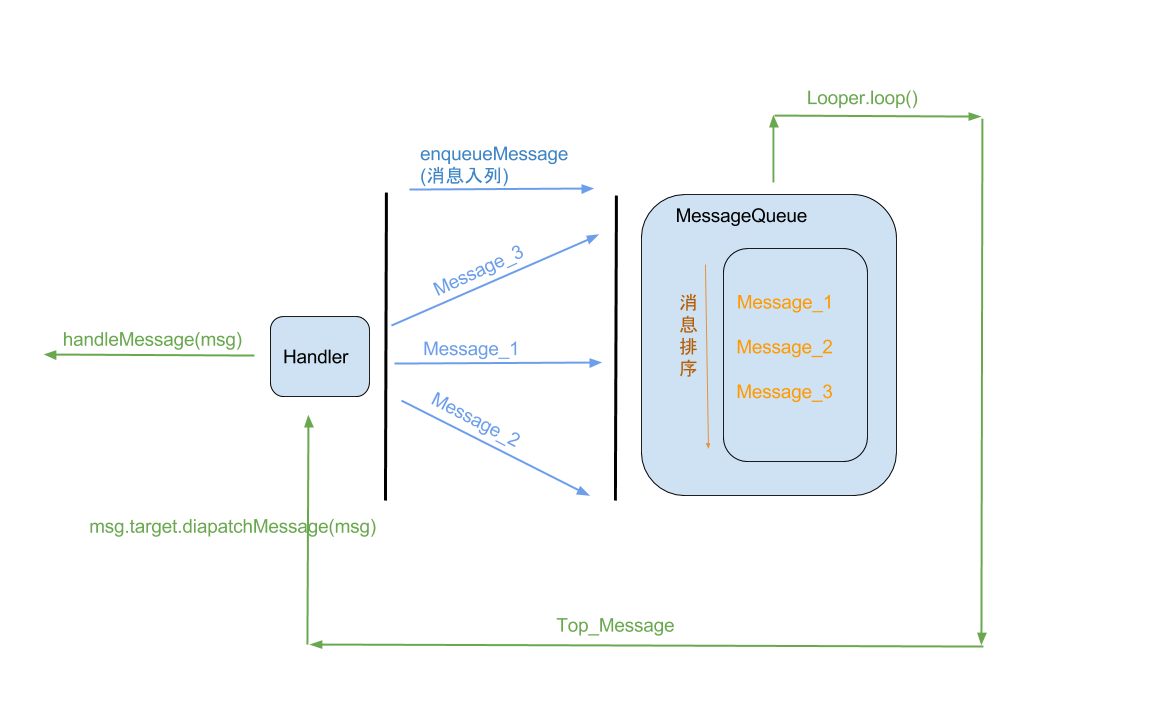 Looper.loop()
enqueueMessage
(消息入列)
MessageQueue
Message_3
消
息
排
序
Message_1
Message_2
Message_3
handleMessage(msg)
Handler
Message_1
Message_2
msg.target.diapatchMessage(msg)
Top_Message